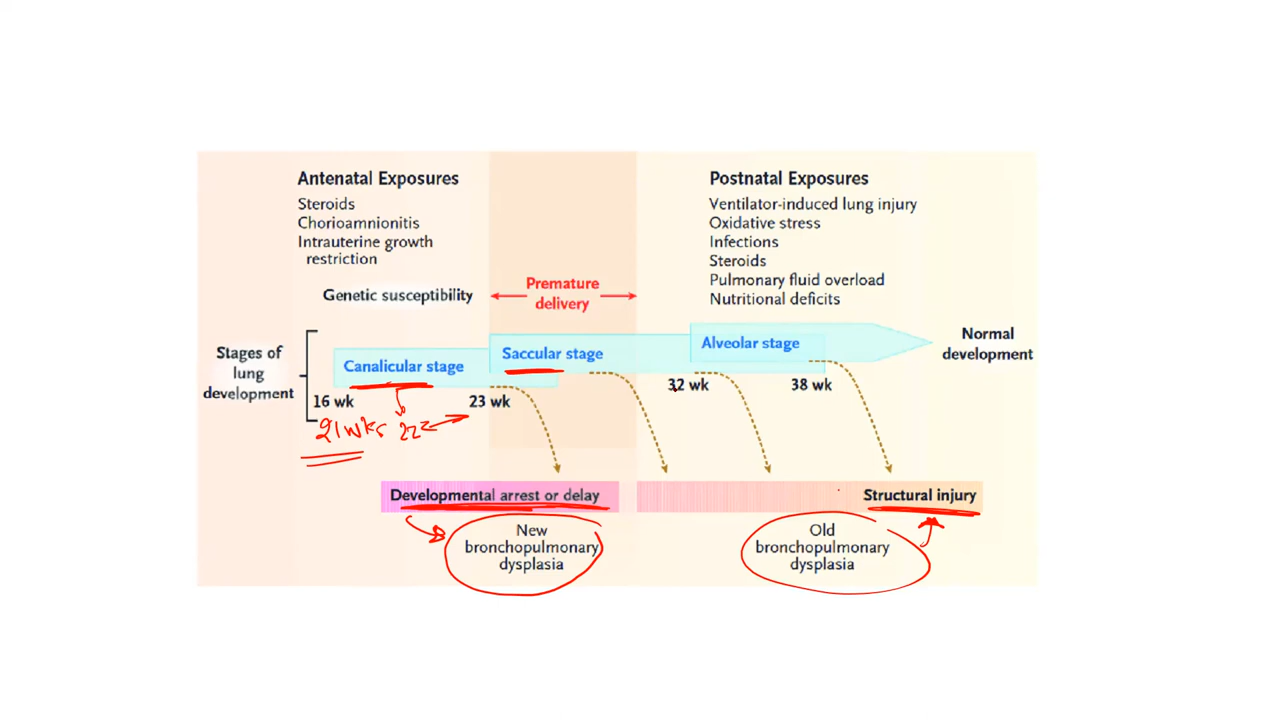 Antenatal Exposures
Steroids
Chorioamnionitis
Intrauterine growth
restriction
Genetic susceptibility
Premature
delivery
Postnatal Exposures
Ventilator-induced lung injury
Oxidative stress
Infections
Steroids
Pulmonary fluid overload
Nutritional deficits
Stages of
lung
development
Canalicular stage
Saccular stage
Alveolar stage
Normal
development
16 wk
23 wk
32 wk
38 wk
21 wks 22
Developmental arrest or delay
Structural injury
New
bronchopulmonary
dysplasia
Old
bronchopulmonary
dysplasia